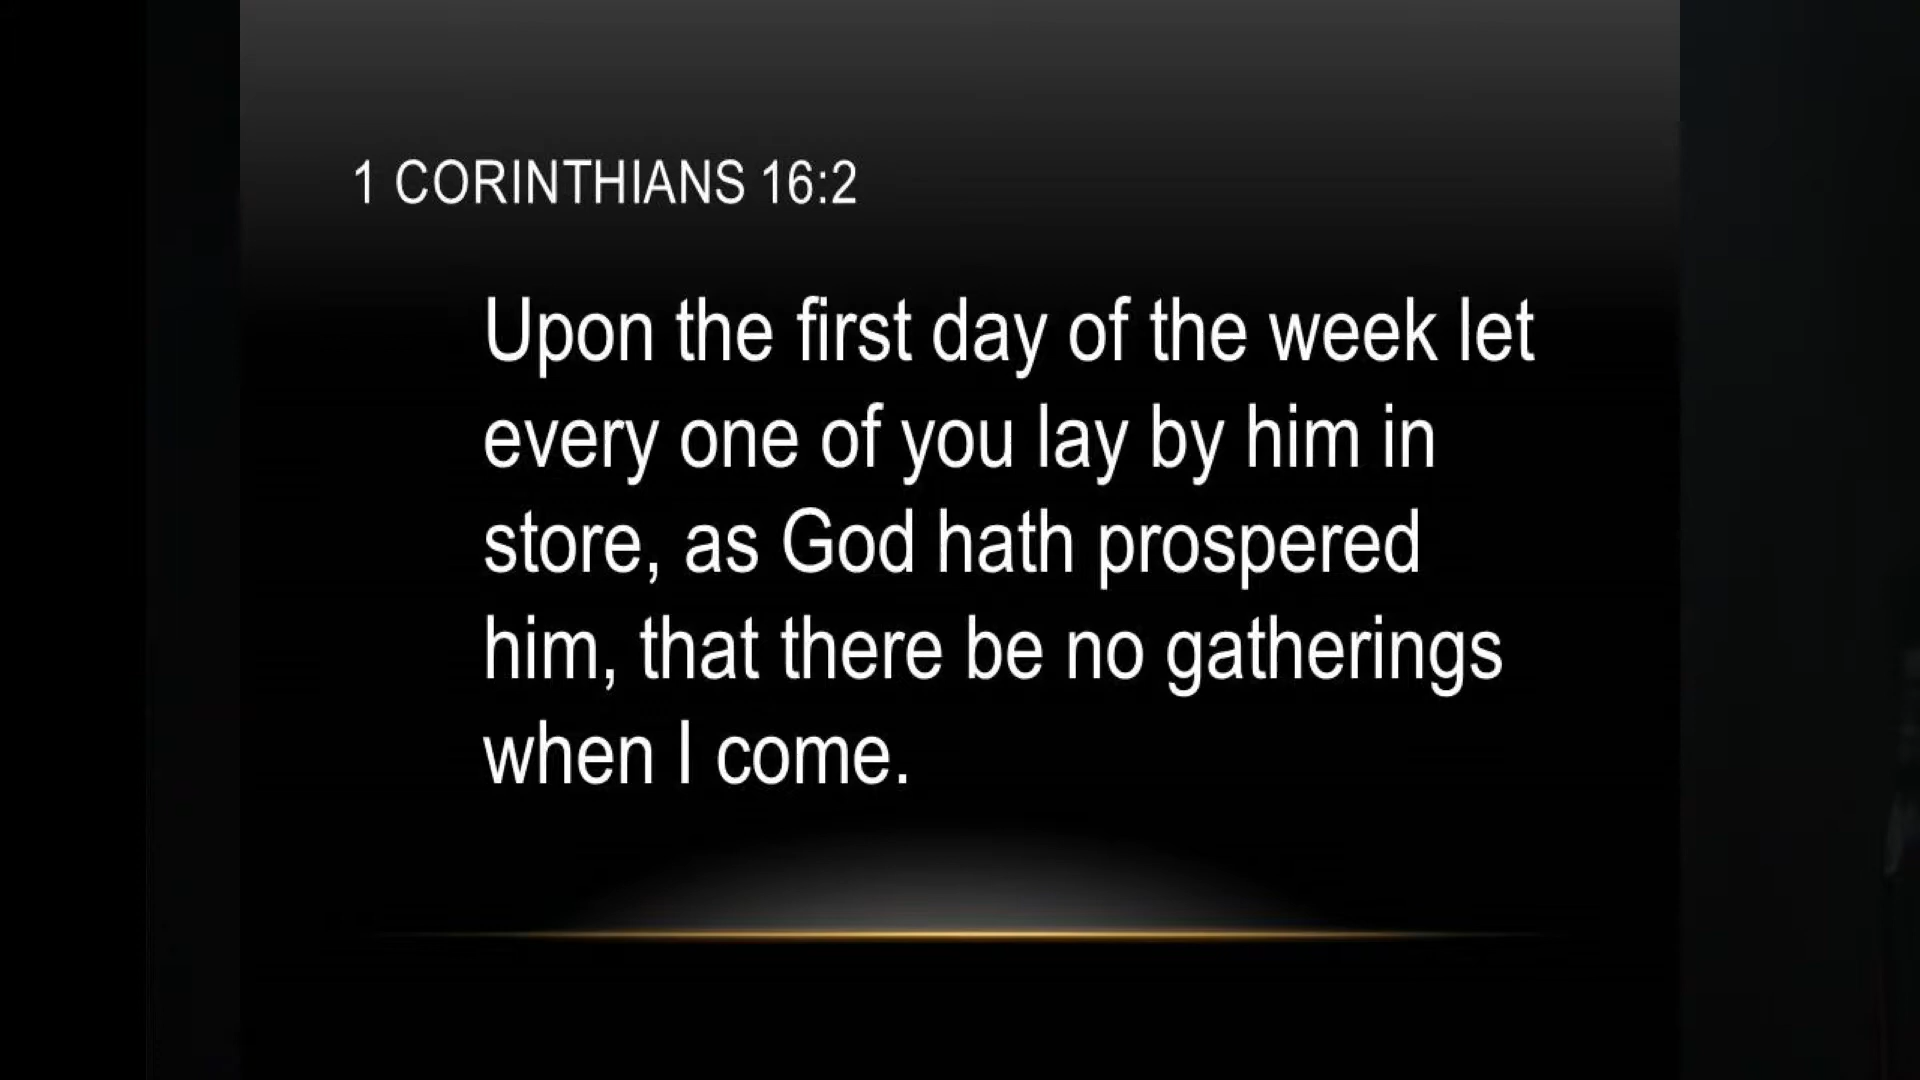 1 CORINTHIANS 16:2
Upon the first day of the week let
every one of you lay by him in
store, as God hath prospered
him, that there be no gatherings
when I come.